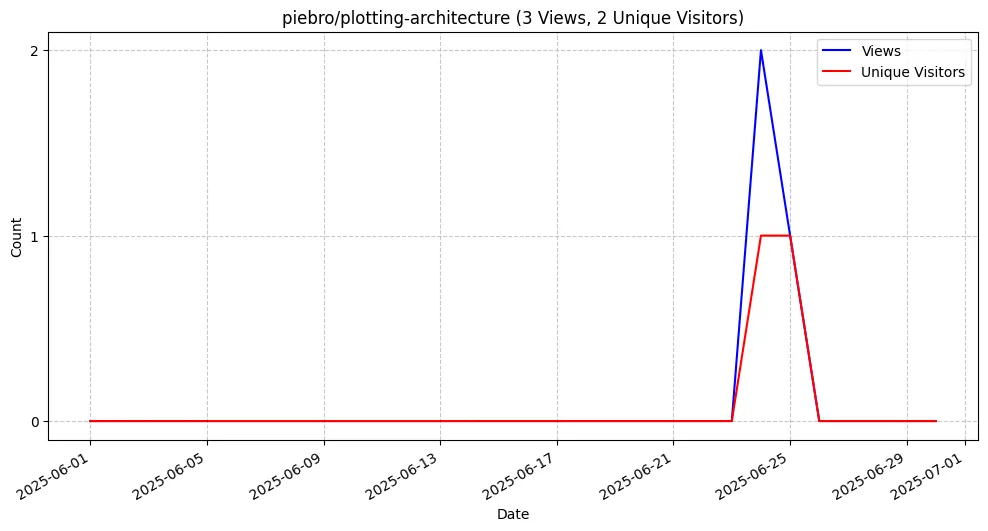 piebro/plotting-architecture (3 Views, 2 Unique Visitors)
Views
Unique Visitors
2
1
0
Count
2025-06-01
2025-06-05
2025-06-09
2025-06-13
2025-06-17
2025-06-21
2025-06-25
2025-06-29
2025-07-01
Date